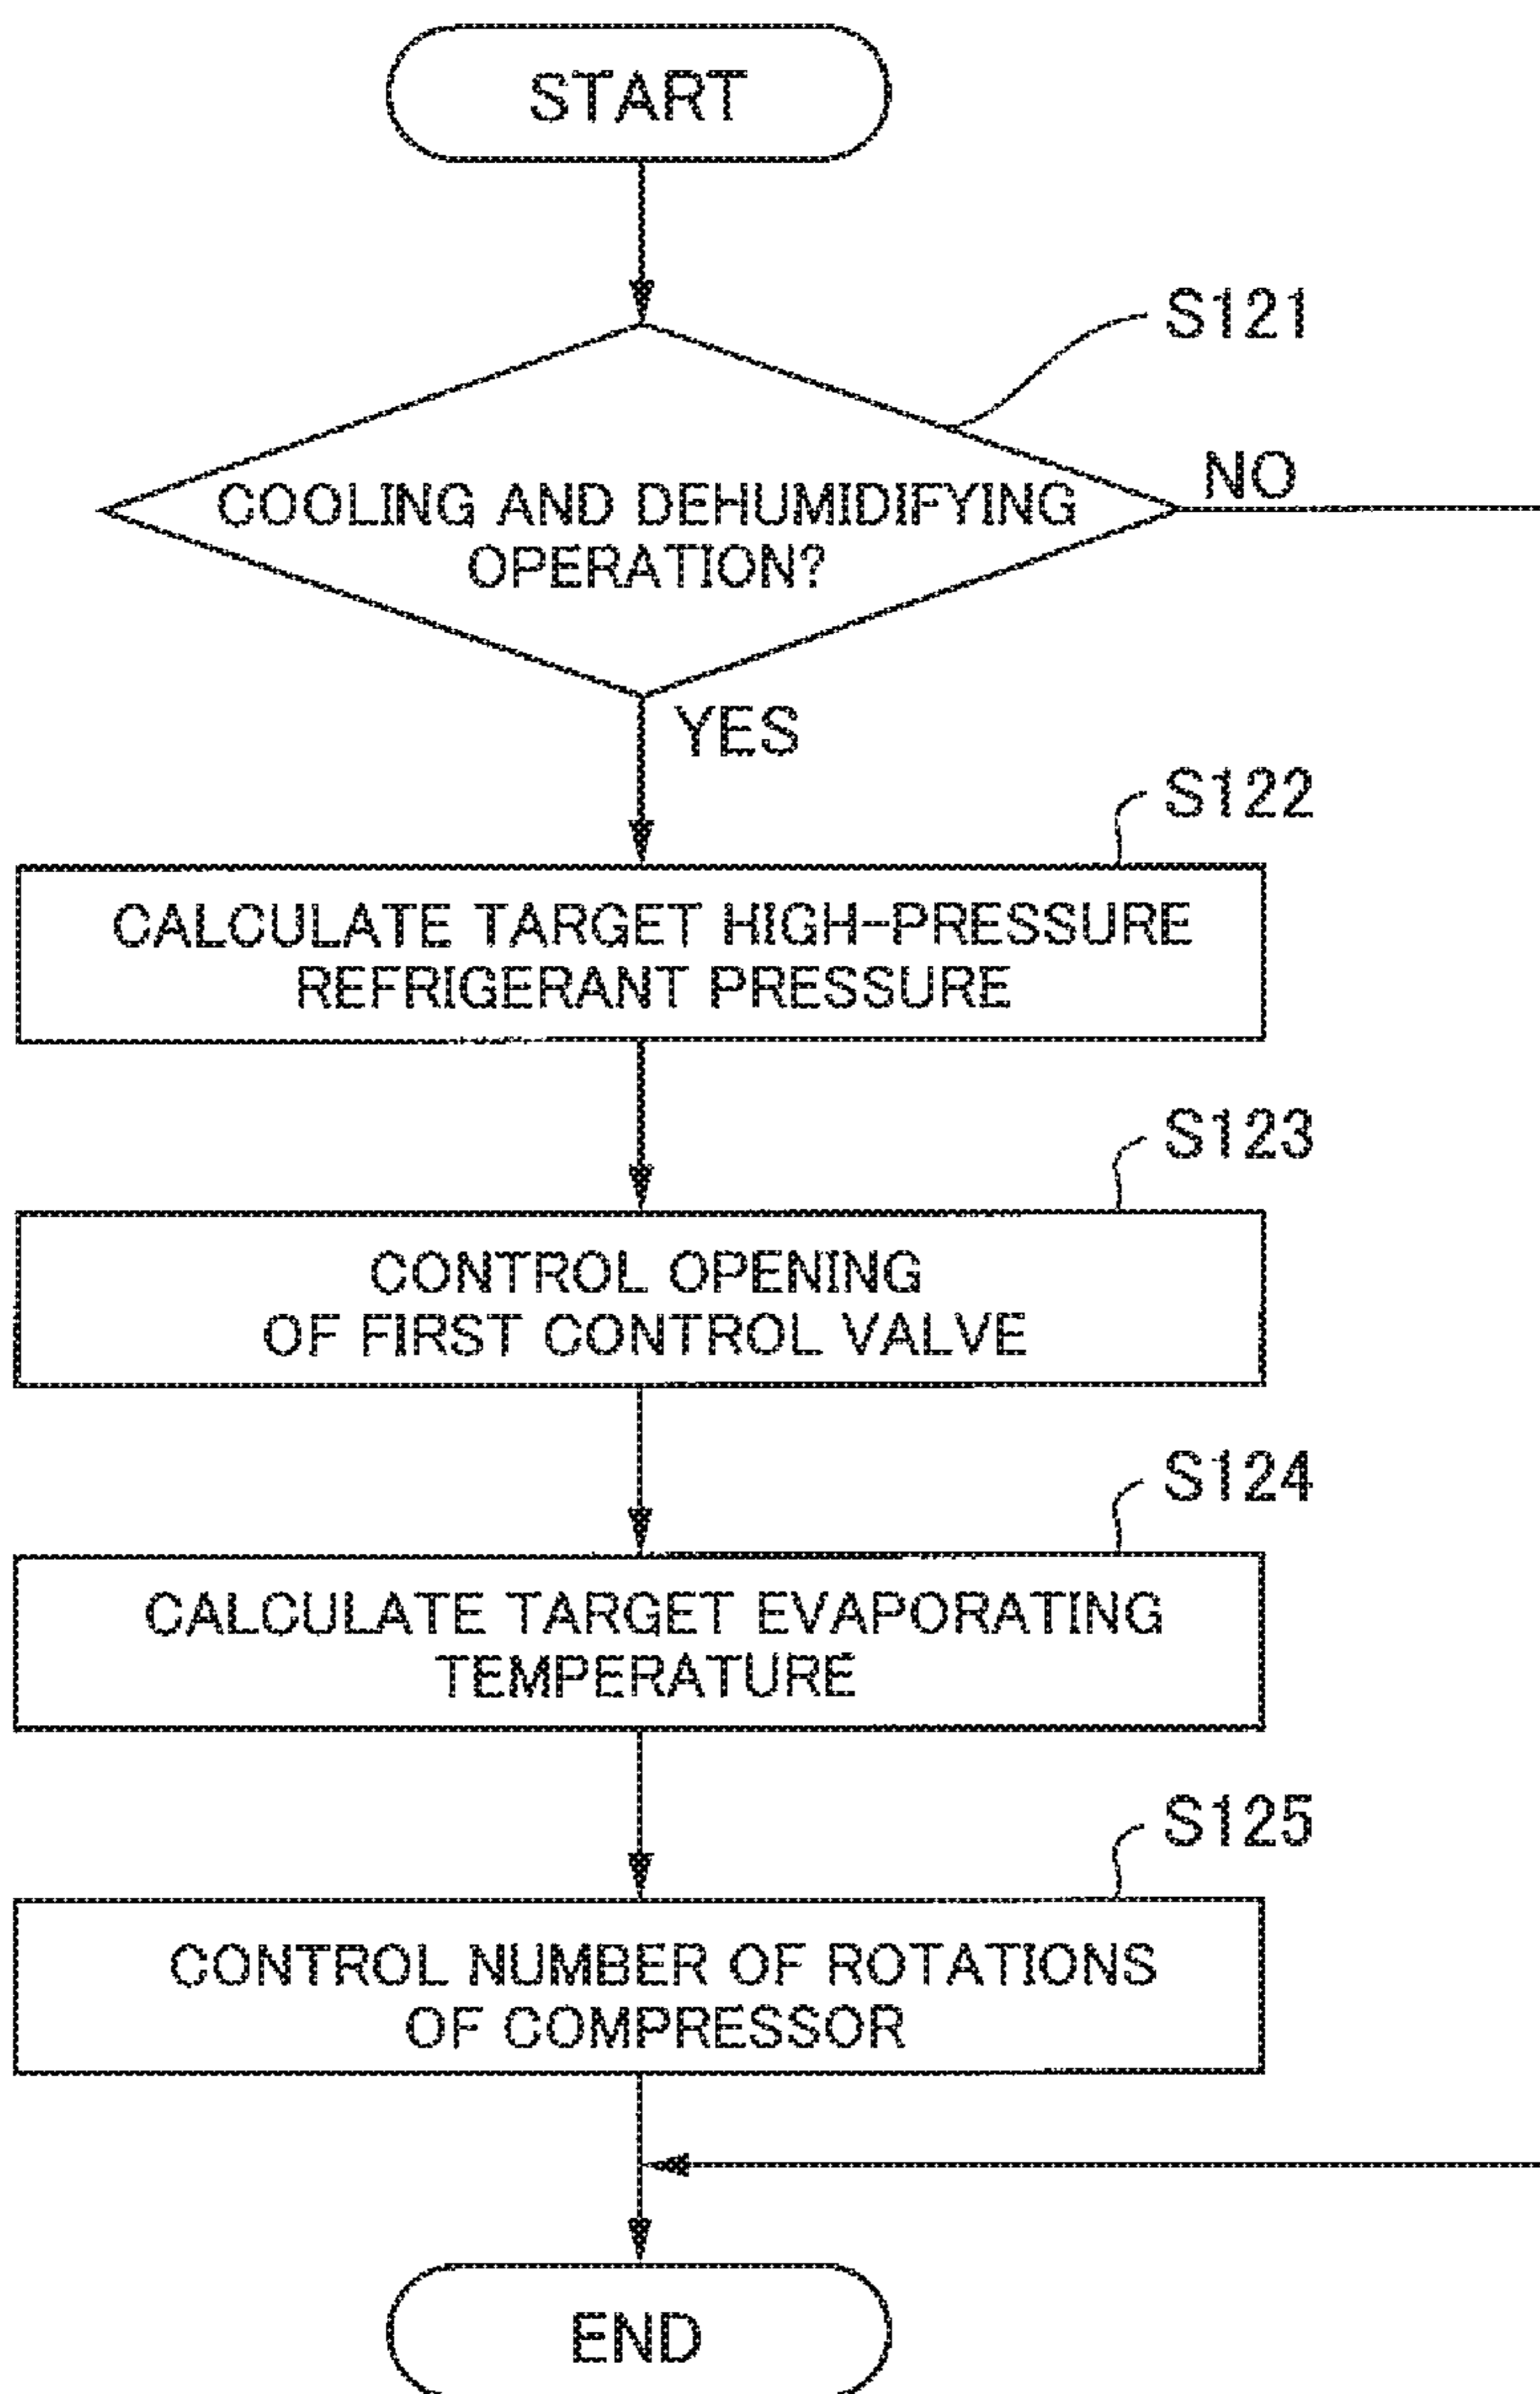 START
S121
NO
COOLING AND DEHUMIDIFYING
OPERATION?
YES
S122
CALCULATE TARGET HIGH-PRESSURE
REFRIGERANT PRESSURE
S123
CONTROL OPENING
OF FIRST CONTROL VALVE
S124
CALCULATE TARGET EVAPORATING
TEMPERATURE
S125
CONTROL NUMBER OF ROTATIONS
OF COMPRESSOR
END